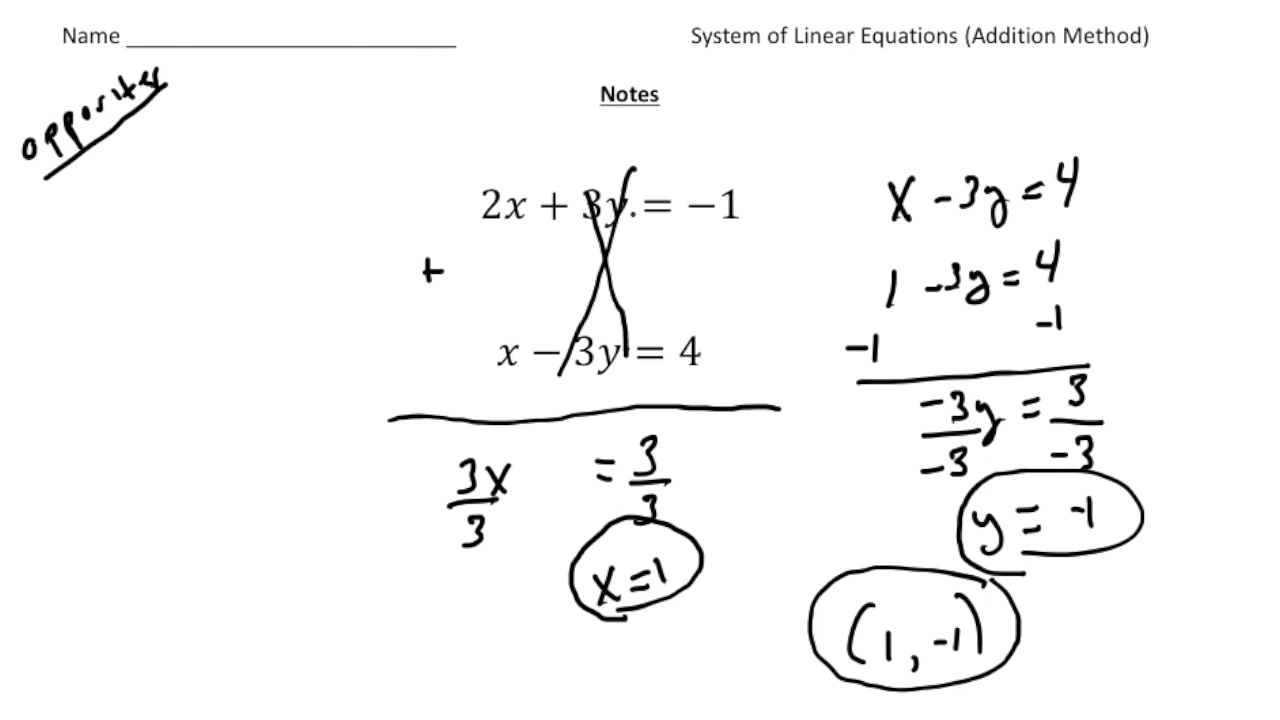 Name ______________________________ System of Linear Equations (Addition Method)
opposites
Notes
2x + 3y = −1
+
x − 3y = 4
3x/3 = 3/3
x = 1
x - 3y = 4
1 - 3y = 4
-1 -1
-3y/-3 = 3/-3
y = -1
(1, -1)